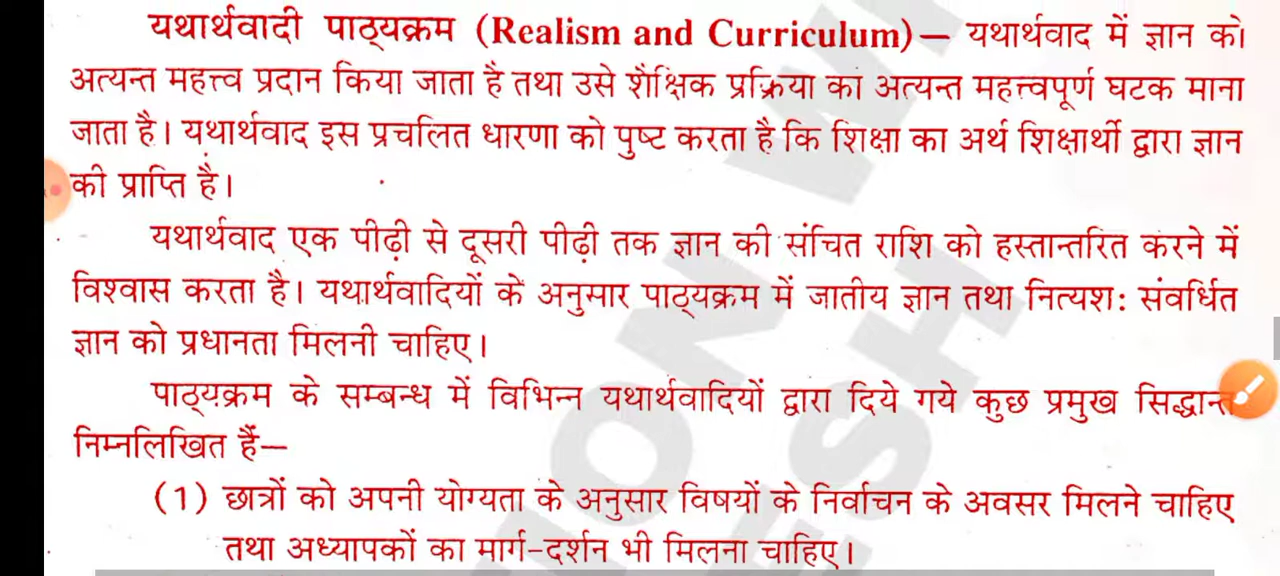 यथार्थवादी पाठ्यक्रम (Realism and Curriculum)— यथार्थवाद में ज्ञान को
अत्यन्त महत्त्व प्रदान किया जाता है तथा उसे शैक्षिक प्रक्रिया का अत्यन्त महत्त्वपूर्ण घटक माना
जाता है। यथार्थवाद इस प्रचलित धारणा को पुष्ट करता है कि शिक्षा का अर्थ शिक्षार्थी द्वारा ज्ञान
की प्राप्ति है।
यथार्थवाद एक पीढ़ी से दूसरी पीढ़ी तक ज्ञान की संचित राशि को हस्तान्तरित करने में
विश्वास करता है। यथार्थवादियों के अनुसार पाठ्यक्रम में जातीय ज्ञान तथा नित्यश: संवर्धित
ज्ञान को प्रधानता मिलनी चाहिए।
पाठ्यक्रम के सम्बन्ध में विभिन्न यथार्थवादियों द्वारा दिये गये कुछ प्रमुख सिद्धान्त
निम्नलिखित हैं—
(1) छात्रों को अपनी योग्यता के अनुसार विषयों के निर्वाचन के अवसर मिलने चाहिए
तथा अध्यापकों का मार्ग-दर्शन भी मिलना चाहिए।